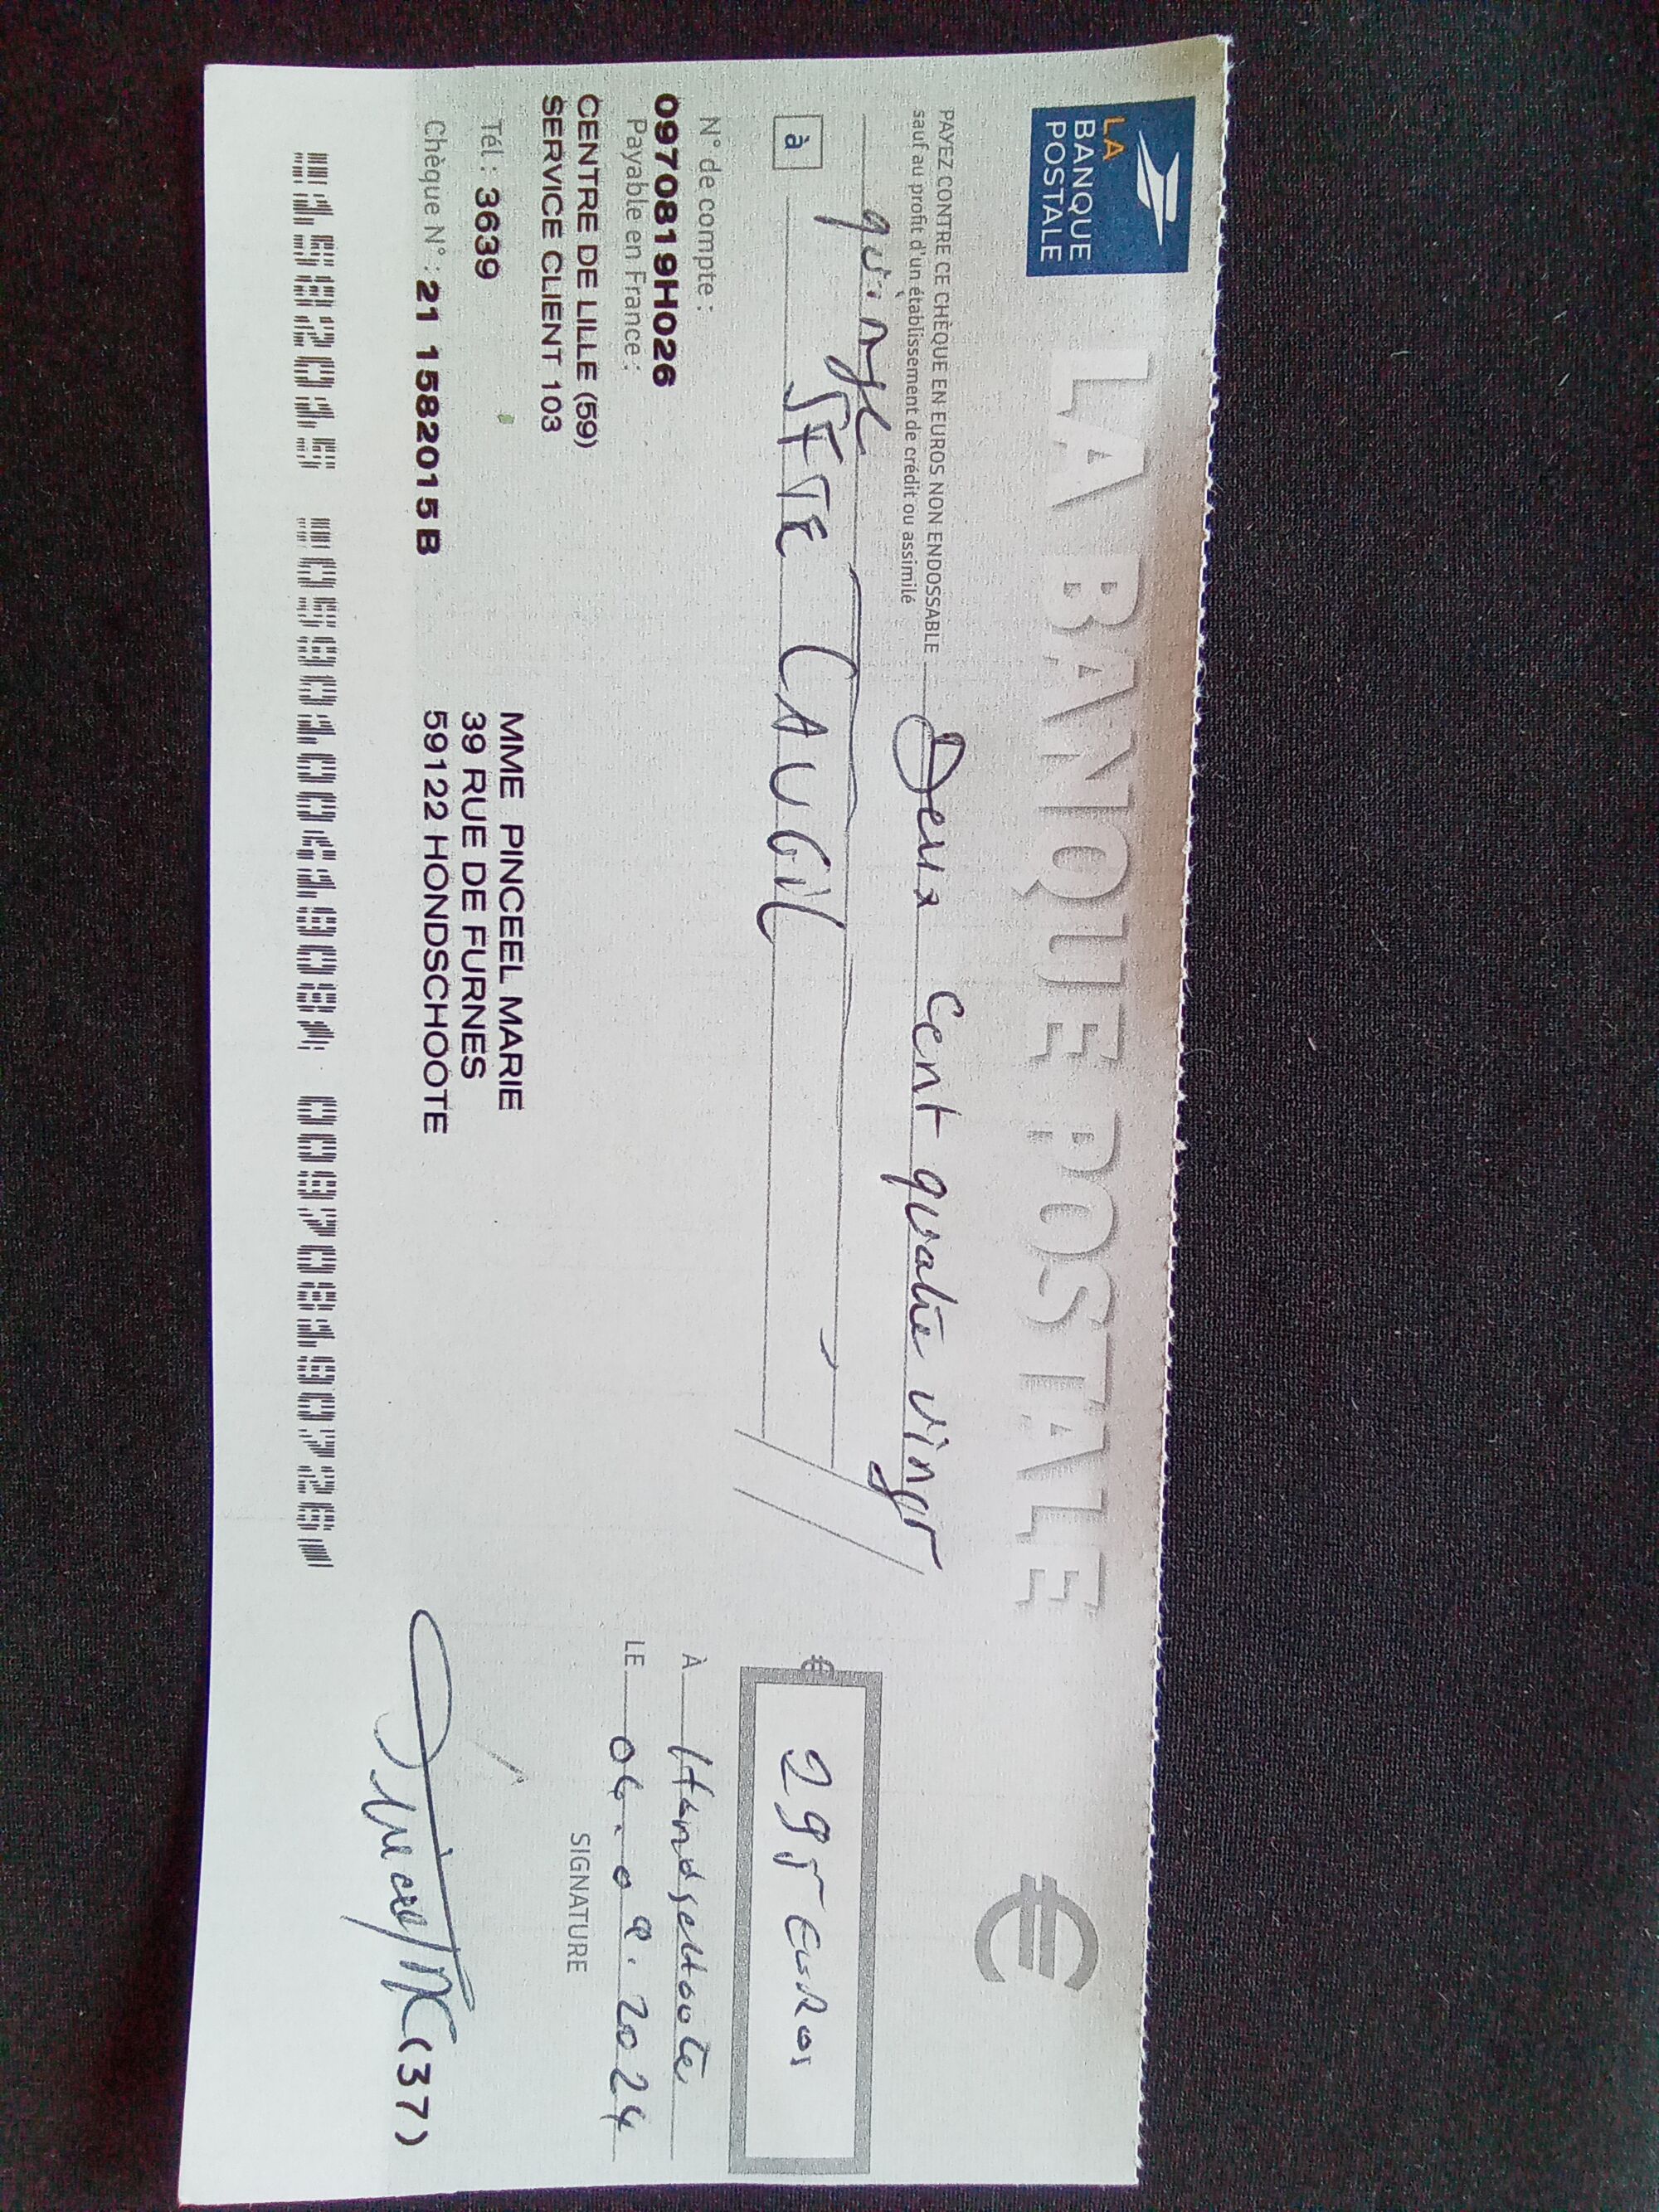 LA
BANQUE
POSTALE
LA BANQUE POSTALE
€
PAYEZ CONTRE CE CHÈQUE EN EUROS NON ENDOSSABLE
sauf au profit d'un établissement de crédit ou assimilé
Deux cent quatre vingt
quinze
€ 295 EUROS
à STE CAUGIL
N° de compte :
0970819H026
Payable en France :
CENTRE DE LILLE (59)
SERVICE CLIENT 103
Tél : 3639
Chèque N° : 21 1582015 B
MME PINCEEL MARIE
39 RUE DE FURNES
59122 HONDSCHOOTE
À Hondschoote
LE 04.09.2024
SIGNATURE
(37)